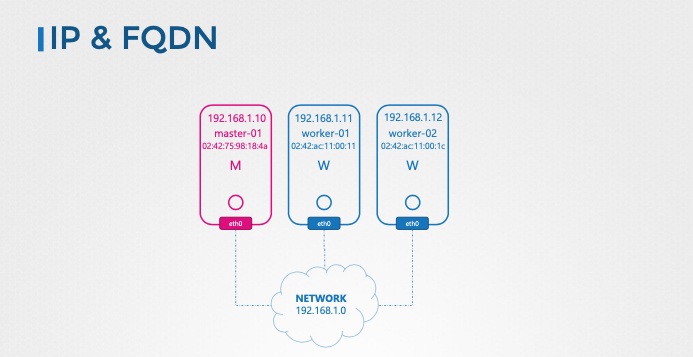 IP & FQDN
192.168.1.10
master-01
02:42:75:98:18:4a
M
eth0
192.168.1.11
worker-01
02:42:ac:11:00:11
W
eth0
192.168.1.12
worker-02
02:42:ac:11:00:1c
W
eth0
NETWORK
192.168.1.0